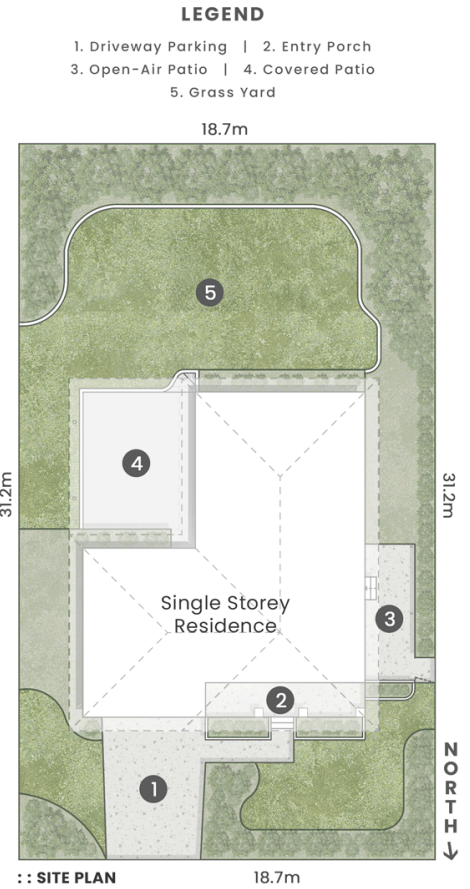 LEGEND
1. Driveway Parking | 2. Entry Porch
3. Open-Air Patio | 4. Covered Patio
5. Grass Yard
18.7m
5
4
31.2m
31.2m
Single Storey
Residence
3
2
1
NORTH
:: SITE PLAN
18.7m